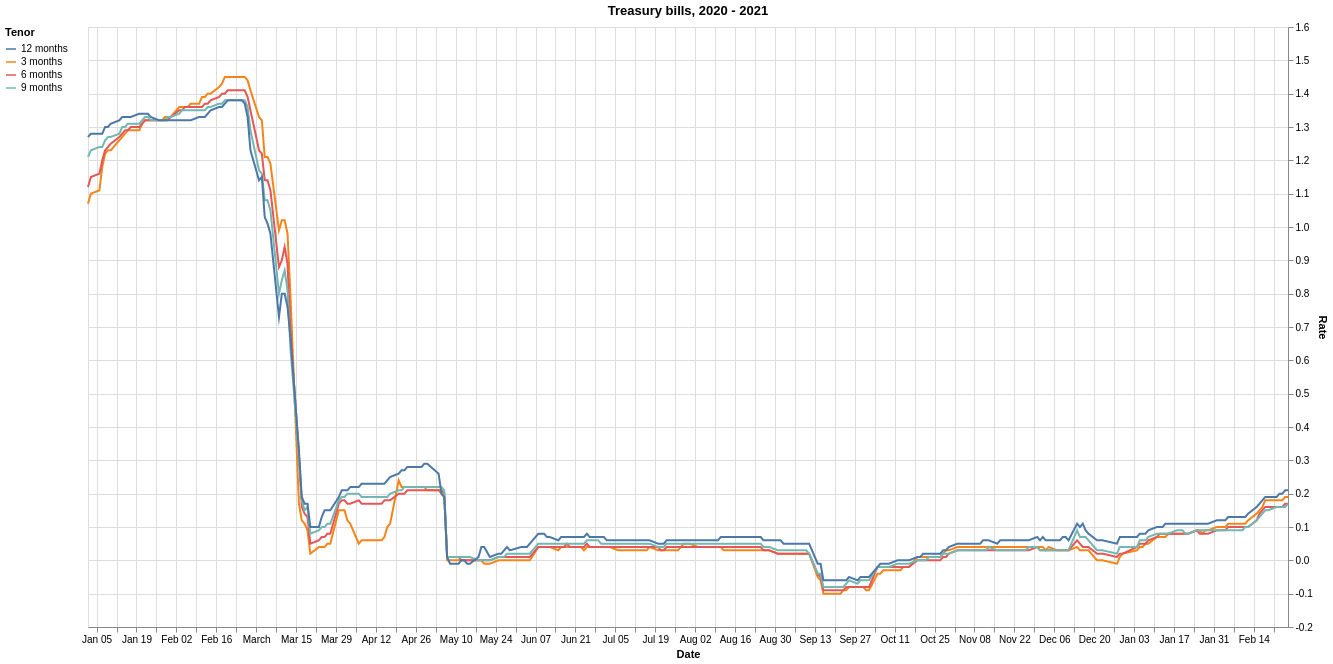 Treasury bills, 2020 - 2021
Tenor
12 months
3 months
6 months
9 months
1.6
1.5
1.4
1.3
1.2
1.1
1.0
0.9
0.8
0.7
0.6
0.5
0.4
0.3
0.2
0.1
0.0
-0.1
-0.2
Rate
Jan 05 Jan 19 Feb 02 Feb 16 March Mar 15 Mar 29 Apr 12 Apr 26 May 10 May 24 Jun 07 Jun 21 Jul 05 Jul 19 Aug 02 Aug 16 Aug 30 Sep 13 Sep 27 Oct 11 Oct 25 Nov 08 Nov 22 Dec 06 Dec 20 Jan 03 Jan 17 Jan 31 Feb 14
Date